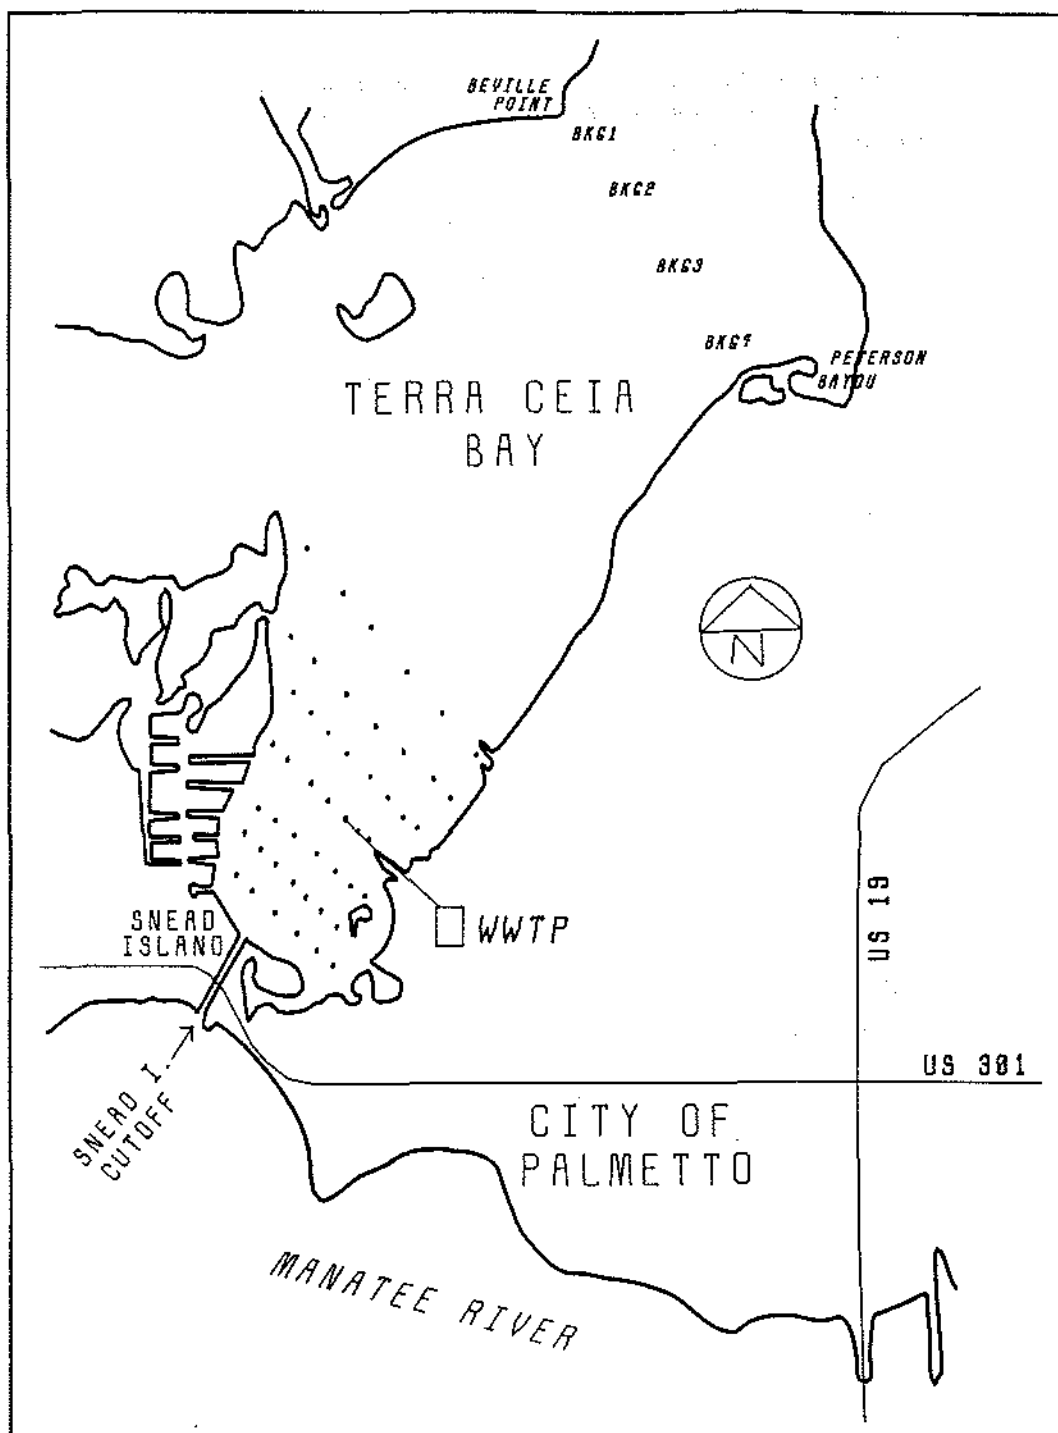 BEVILLE
POINT
BKG1
BKG2
BKG3
BKG4
PETERSON
BAYOU
TERRA CEIA
BAY
N
SNEAD
ISLAND
WWTP
US 19
SNEAD I.
CUTOFF
US 301
CITY OF
PALMETTO
MANATEE RIVER